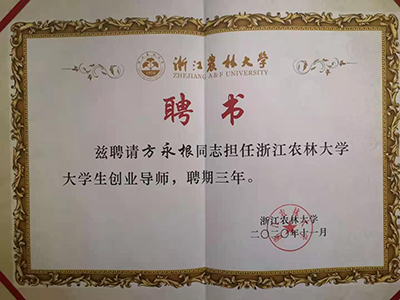 浙江农林大学
ZHEJIANG A&F UNIVERSITY
聘书
兹聘请方永根同志担任浙江农林大学
大学生创业导师，聘期三年。
浙江农林大学
二〇二〇年十一月